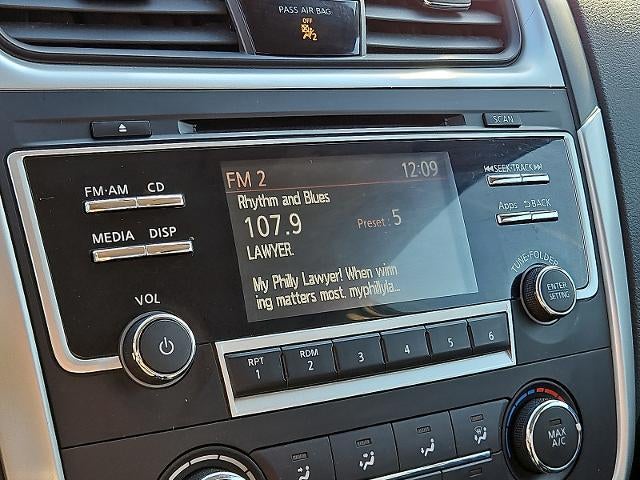 PASS AIR BAG
OFF
2
SCAN
FM·AM CD
MEDIA DISP
VOL
FM 2 12:09
Rhythm and Blues
107.9 Preset : 5
LAWYER
My Philly Lawyer! When winn
ing matters most. myphillyla...
SEEK·TRACK
Apps BACK
TUNE·FOLDER
ENTER
SETTING
RPT
1
RDM
2
3
4
5
6
MAX
A/C